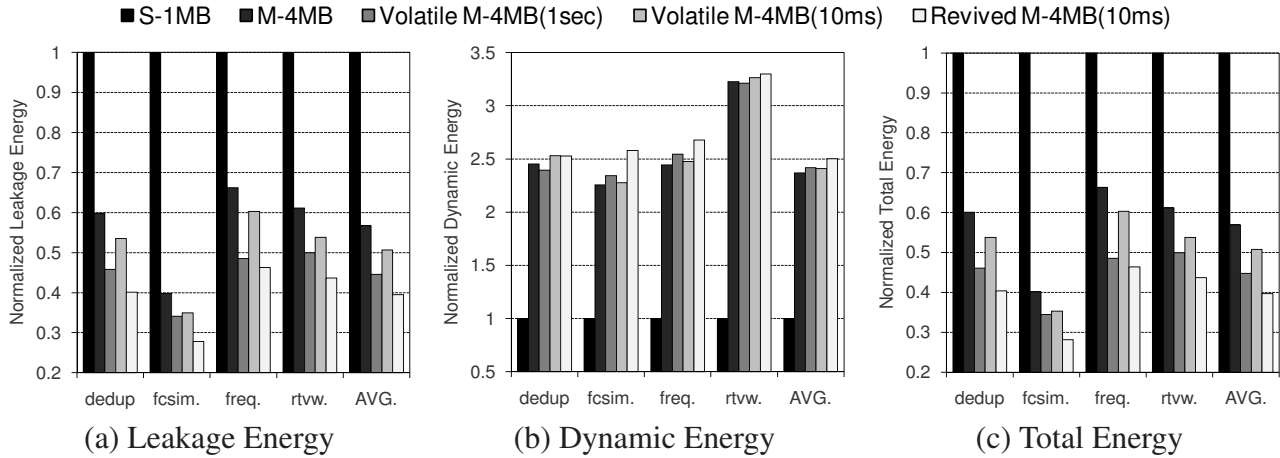 S-1MB M-4MB Volatile M-4MB(1sec) Volatile M-4MB(10ms) Revived M-4MB(10ms)
Normalized Leakage Energy
1
0.9
0.8
0.7
0.6
0.5
0.4
0.3
0.2
dedup fcsim. freq. rtvw. AVG.
(a) Leakage Energy
Normalized Dynamic Energy
3.5
3
2.5
2
1.5
1
0.5
dedup fcsim. freq. rtvw. AVG.
(b) Dynamic Energy
Normalized Total Energy
1
0.9
0.8
0.7
0.6
0.5
0.4
0.3
0.2
dedup fcsim. freq. rtvw. AVG.
(c) Total Energy